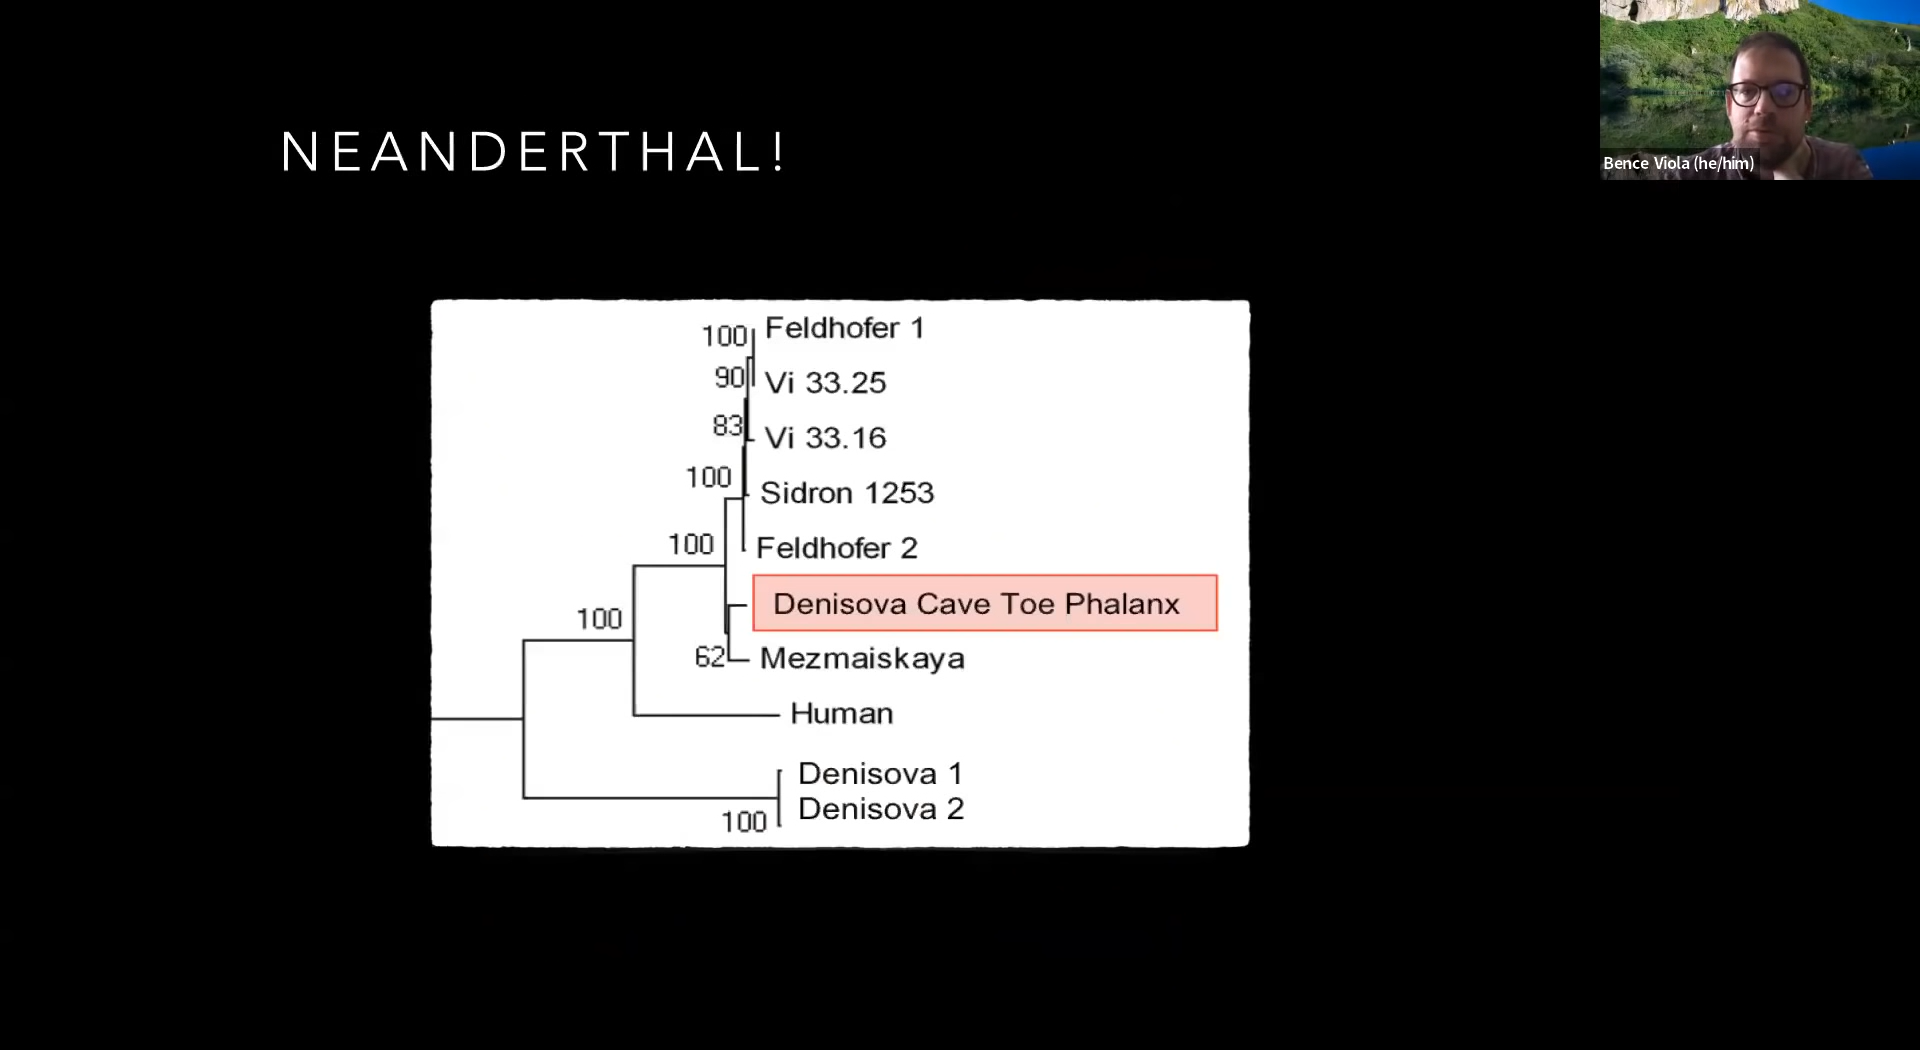 NEANDERTHAL!
Bence Viola (he/him)
100 Feldhofer 1
90 Vi 33.25
83 Vi 33.16
100 Sidron 1253
100 Feldhofer 2
Denisova Cave Toe Phalanx
100
62 Mezmaiskaya
Human
Denisova 1
Denisova 2
100